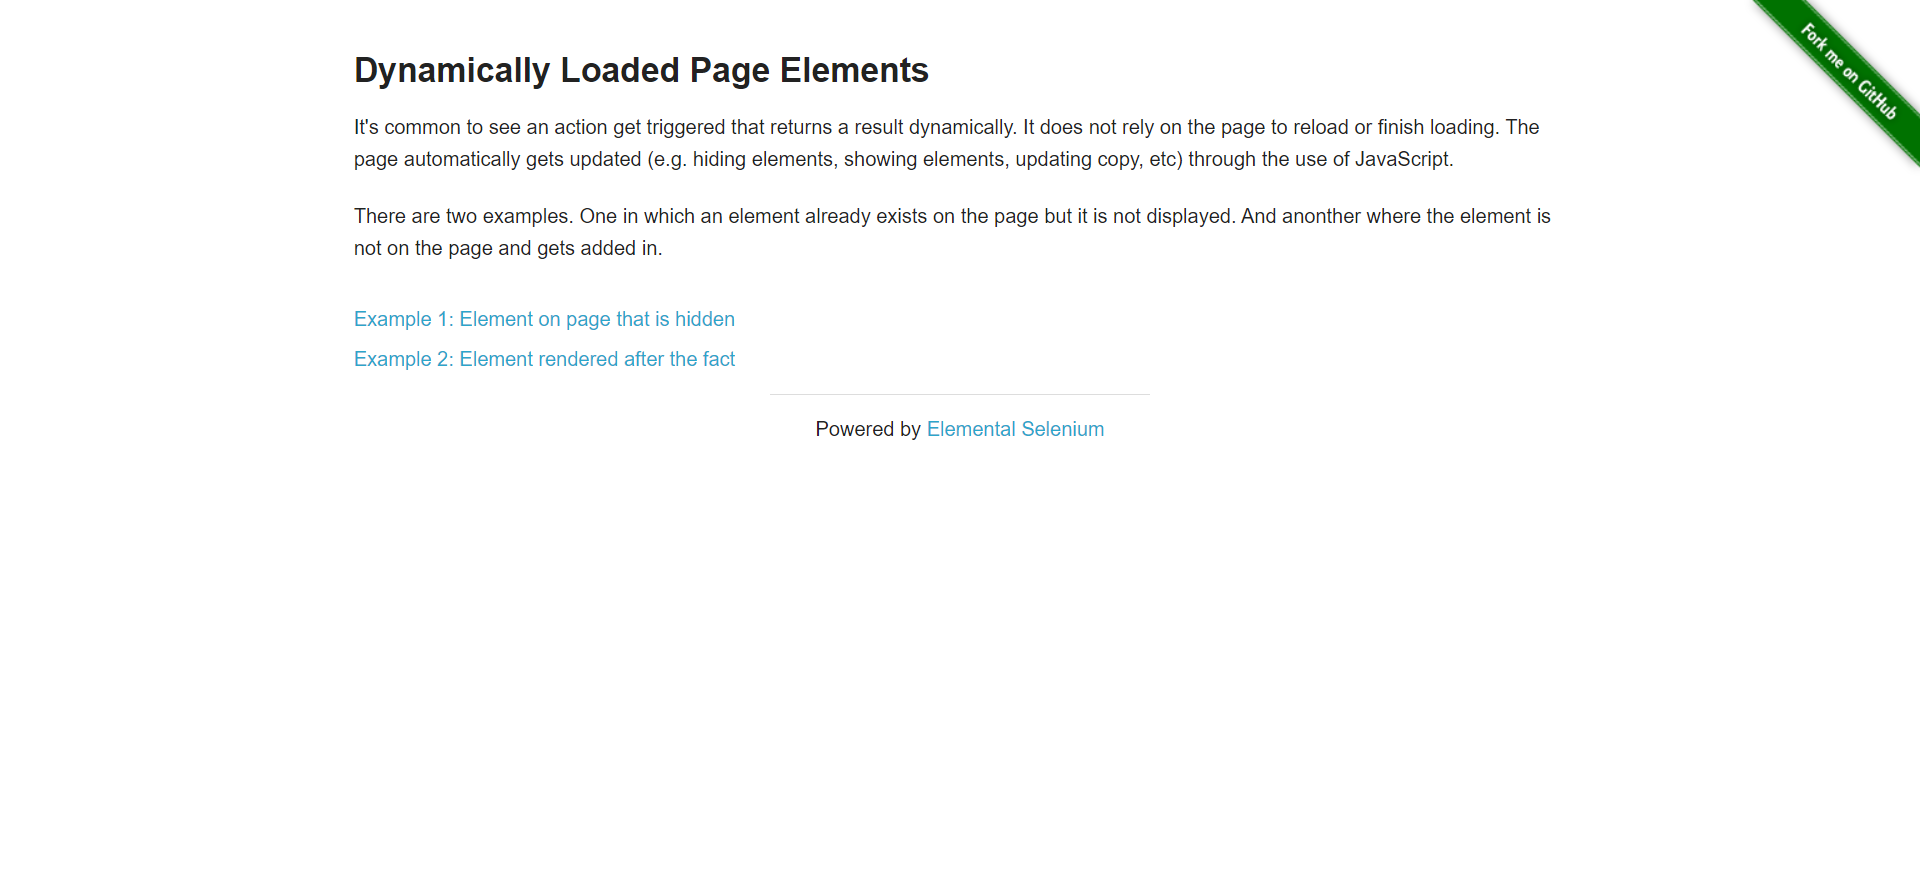 Dynamically Loaded Page Elements
It's common to see an action get triggered that returns a result dynamically. It does not rely on the page to reload or finish loading. The
page automatically gets updated (e.g. hiding elements, showing elements, updating copy, etc) through the use of JavaScript.
There are two examples. One in which an element already exists on the page but it is not displayed. And anonther where the element is
not on the page and gets added in.
Example 1: Element on page that is hidden
Example 2: Element rendered after the fact
Powered by Elemental Selenium
Fork me on GitHub